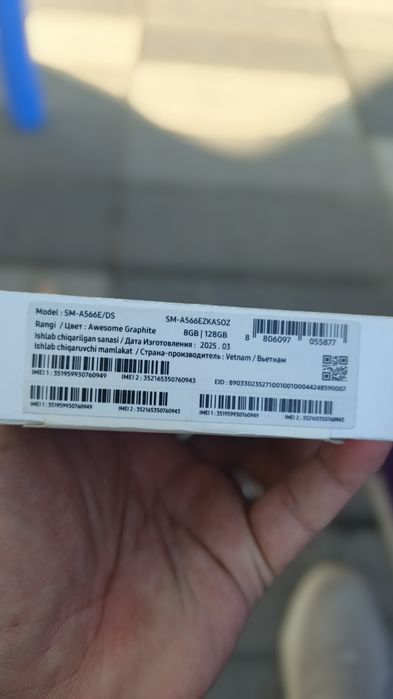 Model : SM-A566E/DS SM-A566EZKASOZ
Rangi / Цвет : Awesome Graphite 8GB | 128GB
8 806097 055877
Ishlab chiqarilgan sanasi / Дата Изготовления : 2025 . 03
Ishlab chiqaruvchi mamlakat / Страна-производитель : Vetnam / Вьетнам
IMEI 1 : 351959930760949 IMEI 2 : 352165350760943
EID : 89033023527100100100044248590007
IMEI 1 : 351959930760949 IMEI 2 : 352165350760943
IMEI 1 : 351959930760949 IMEI 2 : 352165350760943